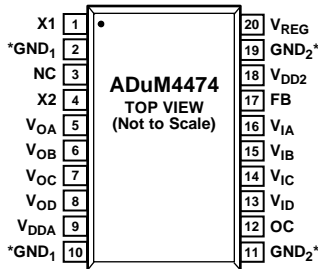 X1 1
*GND1 2
NC 3
X2 4
VOA 5
VOB 6
VOC 7
VOD 8
VDDA 9
*GND1 10
ADuM4474
TOP VIEW
(Not to Scale)
20 VREG
19 GND2*
18 VDD2
17 FB
16 VIA
15 VIB
14 VIC
13 VID
12 OC
11 GND2*